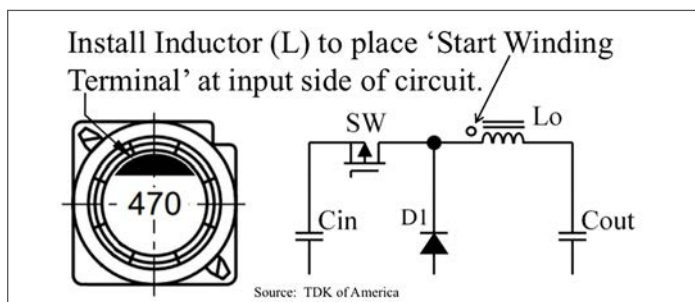 Install Inductor (L) to place ‘Start Winding
Terminal’ at input side of circuit.
SW
Lo
470
Cin
D1
Cout
Source: TDK of America